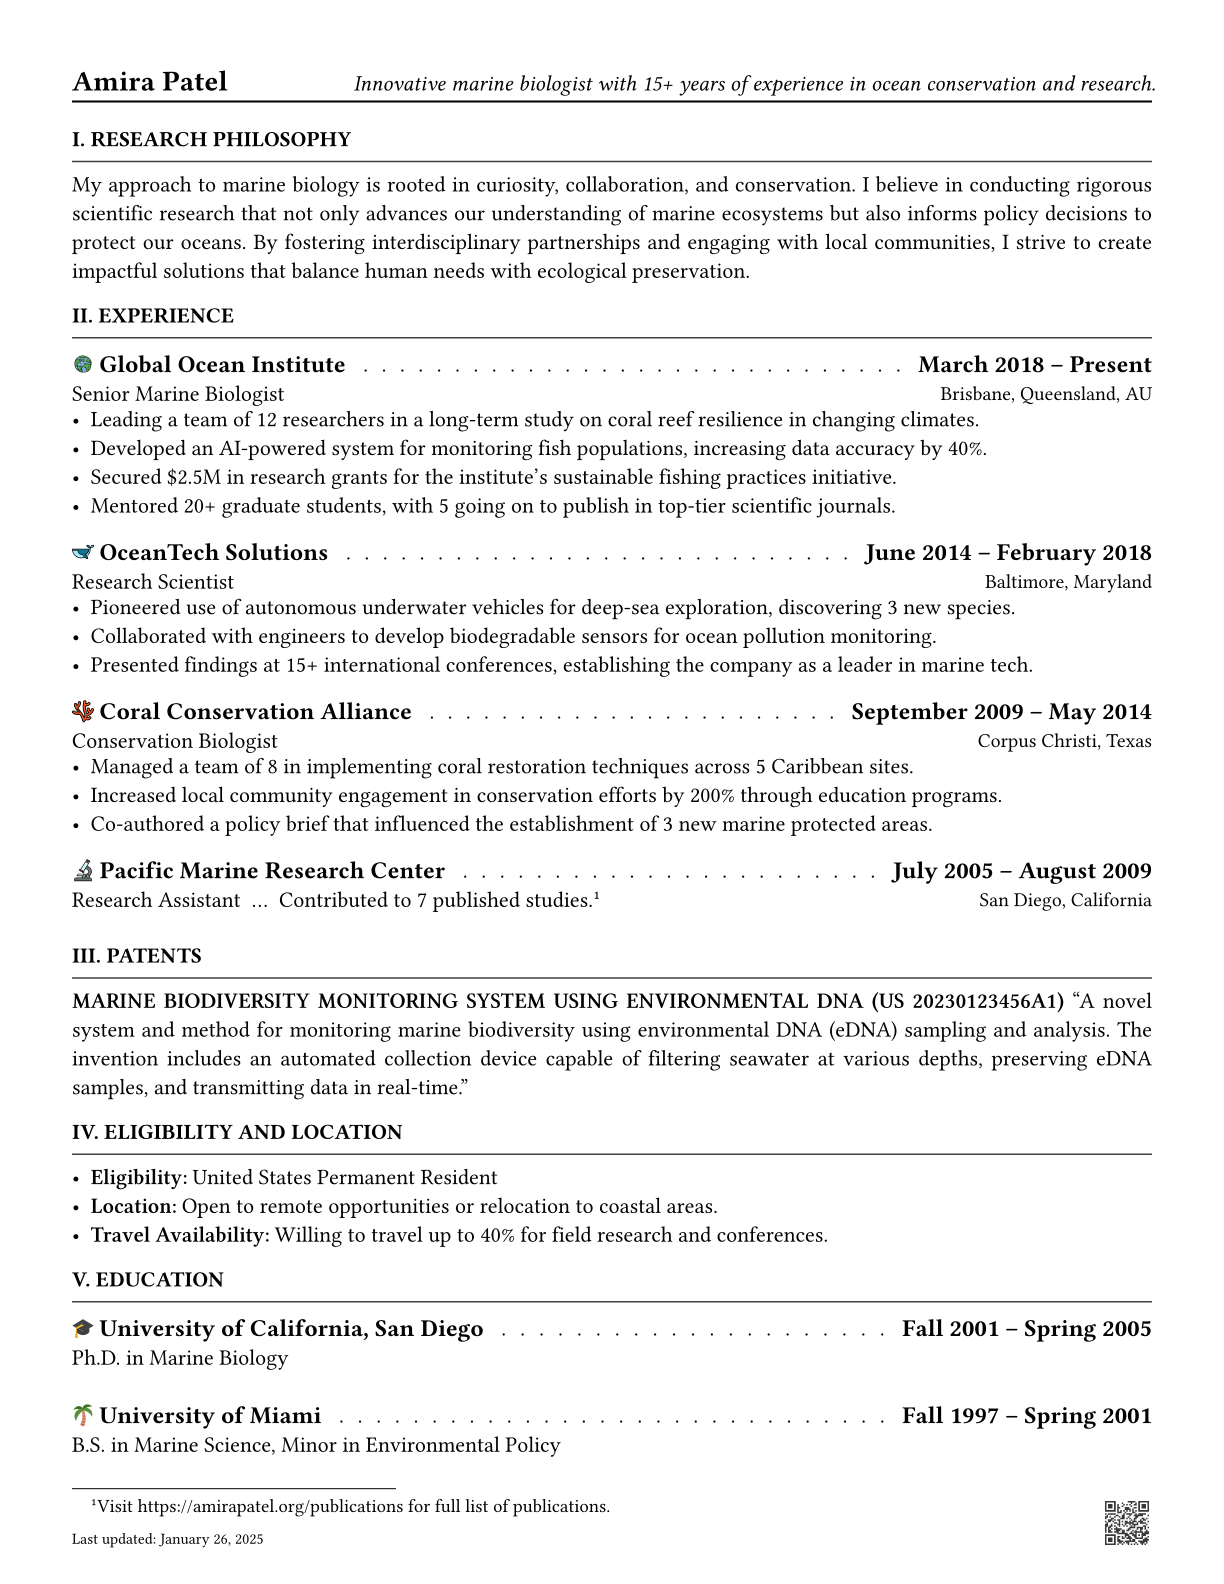 Amira Patel Innovative marine biologist with 15+ years of experience in ocean conservation and research.
I. RESEARCH PHILOSOPHY
My approach to marine biology is rooted in curiosity, collaboration, and conservation. I believe in conducting rigorous
scientific research that not only advances our understanding of marine ecosystems but also informs policy decisions to
protect our oceans. By fostering interdisciplinary partnerships and engaging with local communities, I strive to create
impactful solutions that balance human needs with ecological preservation.
II. EXPERIENCE
Global Ocean Institute . . . . . . . . . . . . . . . . . . . . . . . . . . . . . . March 2018 – Present
Senior Marine Biologist Brisbane, Queensland, AU
• Leading a team of 12 researchers in a long-term study on coral reef resilience in changing climates.
• Developed an AI-powered system for monitoring fish populations, increasing data accuracy by 40%.
• Secured $2.5M in research grants for the institute’s sustainable fishing practices initiative.
• Mentored 20+ graduate students, with 5 going on to publish in top-tier scientific journals.
OceanTech Solutions . . . . . . . . . . . . . . . . . . . . . . . . . . . . June 2014 – February 2018
Research Scientist Baltimore, Maryland
• Pioneered use of autonomous underwater vehicles for deep-sea exploration, discovering 3 new species.
• Collaborated with engineers to develop biodegradable sensors for ocean pollution monitoring.
• Presented findings at 15+ international conferences, establishing the company as a leader in marine tech.
Coral Conservation Alliance . . . . . . . . . . . . . . . . . . . . . . . September 2009 – May 2014
Conservation Biologist Corpus Christi, Texas
• Managed a team of 8 in implementing coral restoration techniques across 5 Caribbean sites.
• Increased local community engagement in conservation efforts by 200% through education programs.
• Co-authored a policy brief that influenced the establishment of 3 new marine protected areas.
Pacific Marine Research Center . . . . . . . . . . . . . . . . . . . . . . . July 2005 – August 2009
Research Assistant … Contributed to 7 published studies.¹ San Diego, California
III. PATENTS
MARINE BIODIVERSITY MONITORING SYSTEM USING ENVIRONMENTAL DNA (US 20230123456A1) “A novel
system and method for monitoring marine biodiversity using environmental DNA (eDNA) sampling and analysis. The
invention includes an automated collection device capable of filtering seawater at various depths, preserving eDNA
samples, and transmitting data in real-time.”
IV. ELIGIBILITY AND LOCATION
• Eligibility: United States Permanent Resident
• Location: Open to remote opportunities or relocation to coastal areas.
• Travel Availability: Willing to travel up to 40% for field research and conferences.
V. EDUCATION
University of California, San Diego . . . . . . . . . . . . . . . . . . . . . Fall 2001 – Spring 2005
Ph.D. in Marine Biology
University of Miami . . . . . . . . . . . . . . . . . . . . . . . . . . . . . . Fall 1997 – Spring 2001
B.S. in Marine Science, Minor in Environmental Policy
¹Visit https://amirapatel.org/publications for full list of publications.
Last updated: January 26, 2025